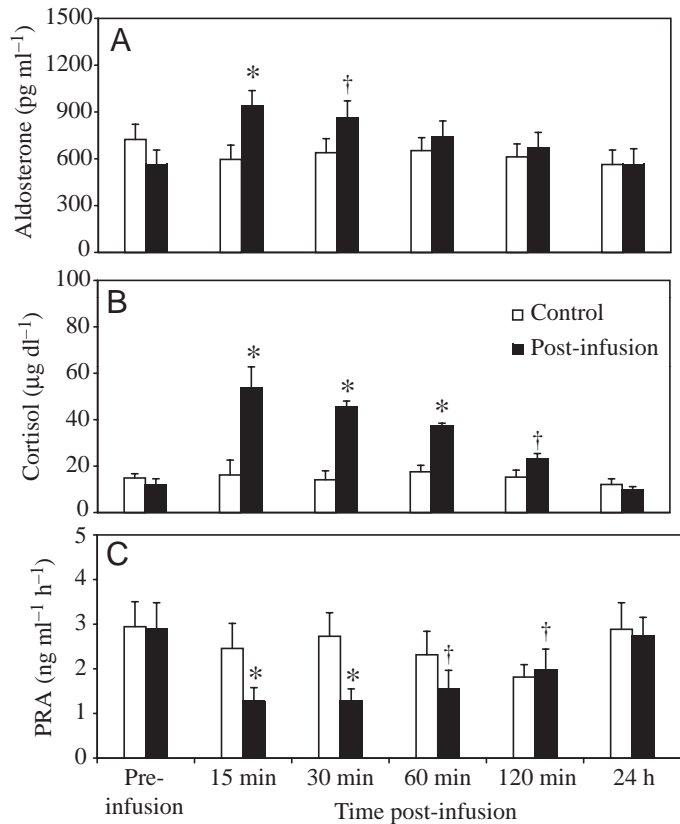 A
Aldosterone (pg ml⁻¹)
1500
1200
900
600
300
0
*
†
B
Cortisol (µg dl⁻¹)
100
80
60
40
20
0
Control
Post-infusion
*
*
*
†
C
PRA (ng ml⁻¹ h⁻¹)
5
4
3
2
1
0
*
*
†
†
Pre-
infusion
15 min
30 min
60 min
120 min
24 h
Time post-infusion